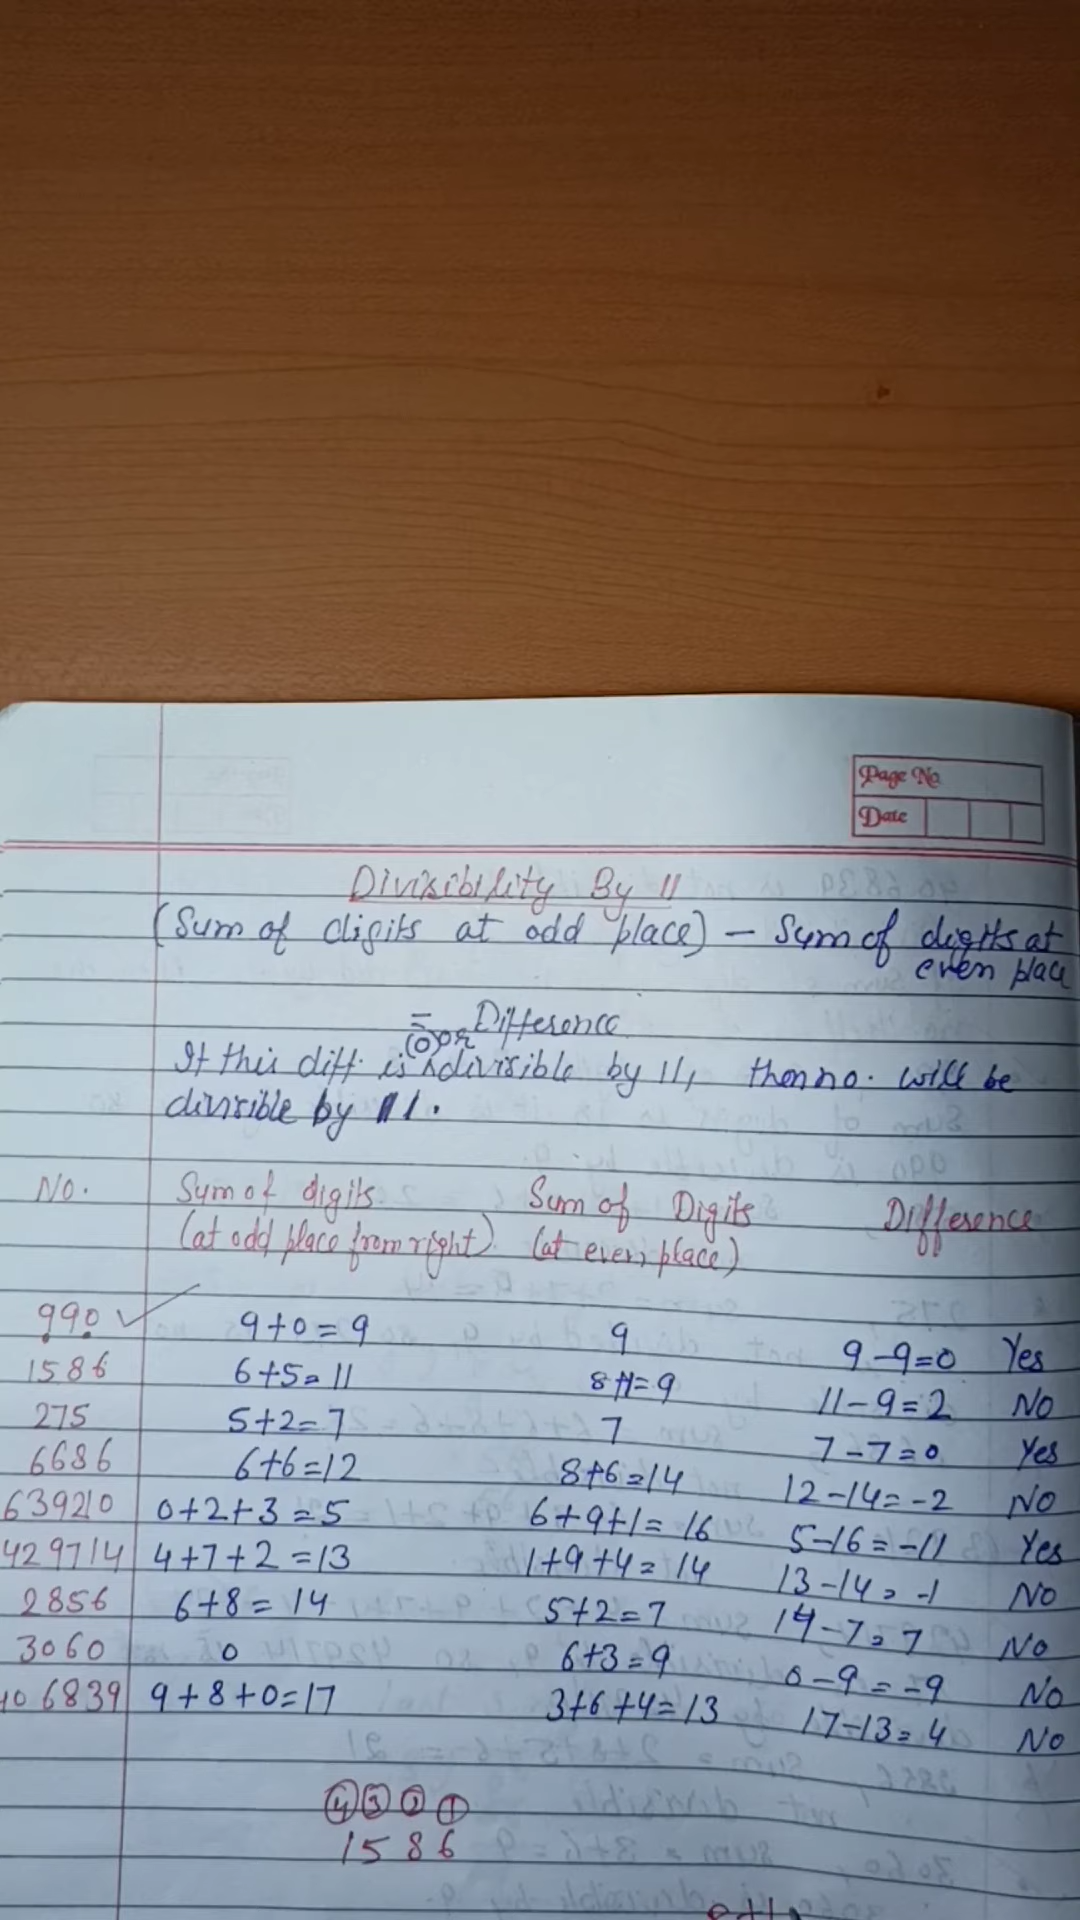 Page No.
Date
Divisibility By 11
(Sum of digits at odd place) - Sum of digits at
even place
= Difference
(0) or
If this diff is ^ divisible by 11, then no. will be
divisible by 11.
No. Sum of digits Sum of Digits Difference
(at odd place from right) (at even place)
990 ✓ 9+0=9 9 9-9=0 Yes
1586 6+5=11 8+1=9 11-9=2 No
275 5+2=7 7 7-7=0 Yes
6686 6+6=12 8+6=14 12-14=-2 No
639210 0+2+3=5 6+9+1=16 5-16=-11 Yes
429714 4+7+2=13 1+9+4=14 13-14=-1 No
2856 6+8=14 5+2=7 14-7=7 No
3060 0 6+3=9 0-9=-9 No
406839 9+8+0=17 3+6+4=13 17-13=4 No
④ ③ ② ①
1586